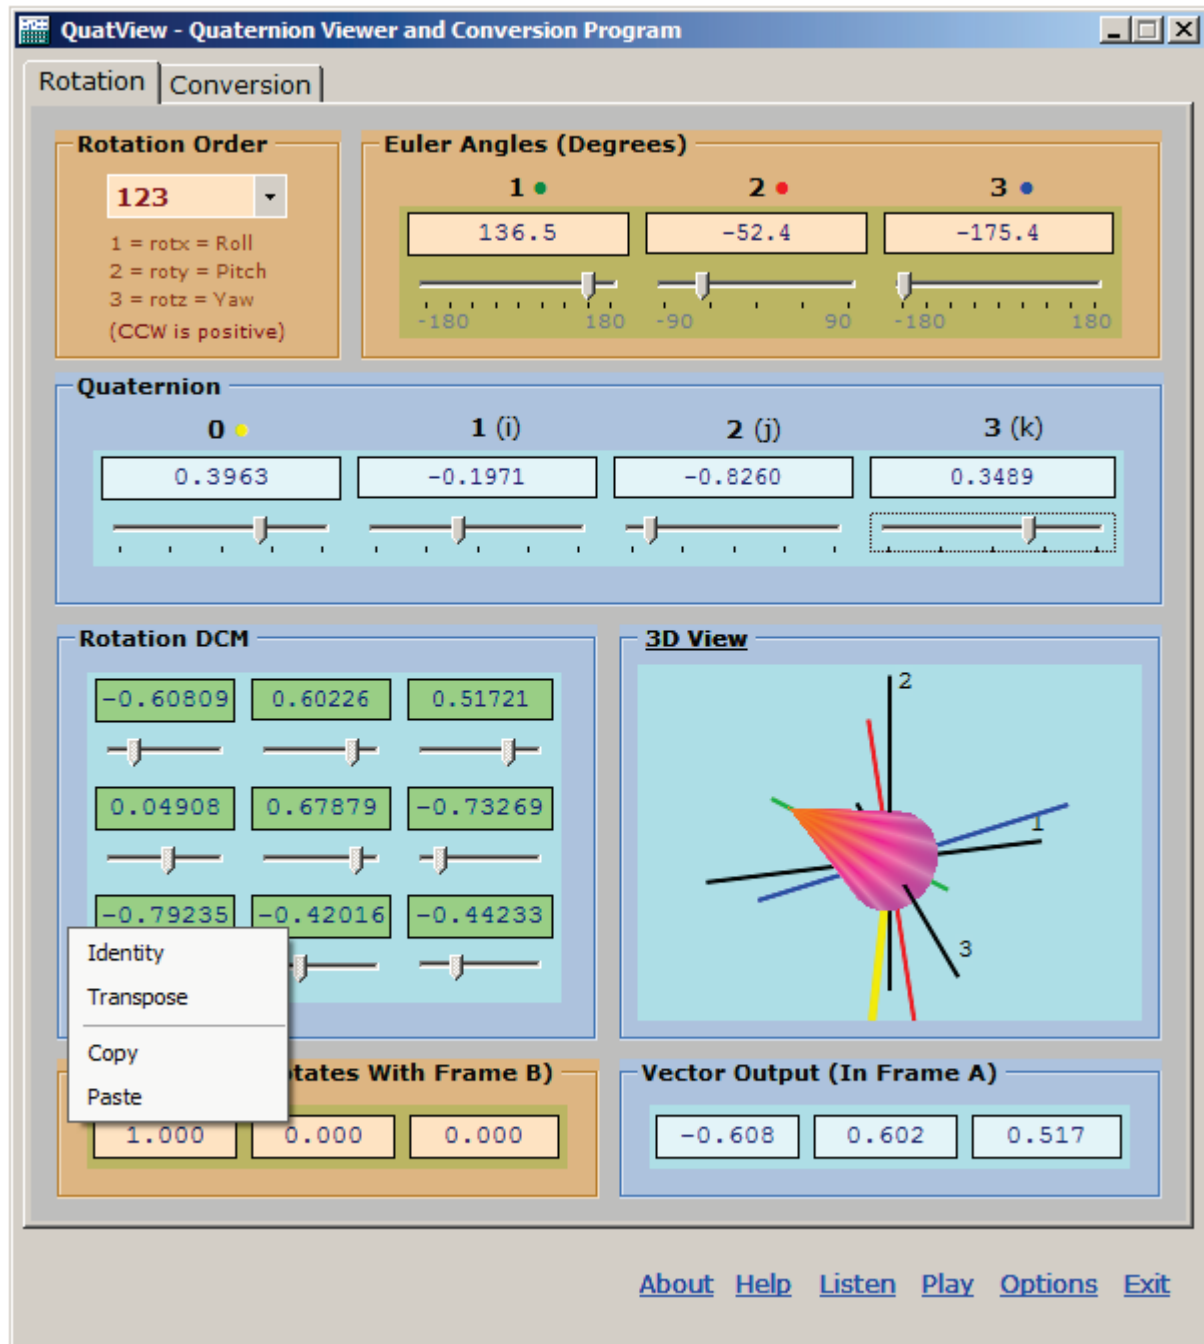 QuatView - Quaternion Viewer and Conversion Program
Rotation Conversion
Rotation Order
123
1 = rotx = Roll
2 = roty = Pitch
3 = rotz = Yaw
(CCW is positive)
Euler Angles (Degrees)
1 2 3
136.5 -52.4 -175.4
-180 180 -90 90 -180 180
Quaternion
0 1 (i) 2 (j) 3 (k)
0.3963 -0.1971 -0.8260 0.3489
Rotation DCM
-0.60809 0.60226 0.51721
0.04908 0.67879 -0.73269
-0.79235 -0.42016 -0.44233
Identity
Transpose
Copy
Paste
3D View
2
1
3
tates With Frame B)
1.000 0.000 0.000
Vector Output (In Frame A)
-0.608 0.602 0.517
About Help Listen Play Options Exit